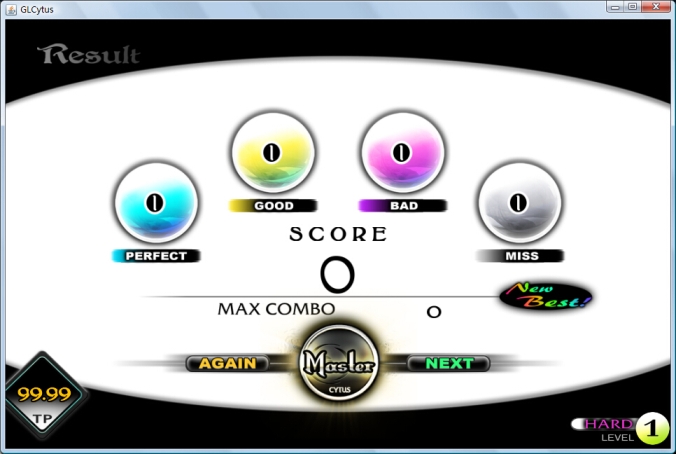 GLCytus
Result
0
GOOD
0
BAD
0
PERFECT
0
MISS
SCORE
0
New Best!
MAX COMBO 0
AGAIN
Master
CYTUS
NEXT
99.99
TP
HARD
LEVEL 1